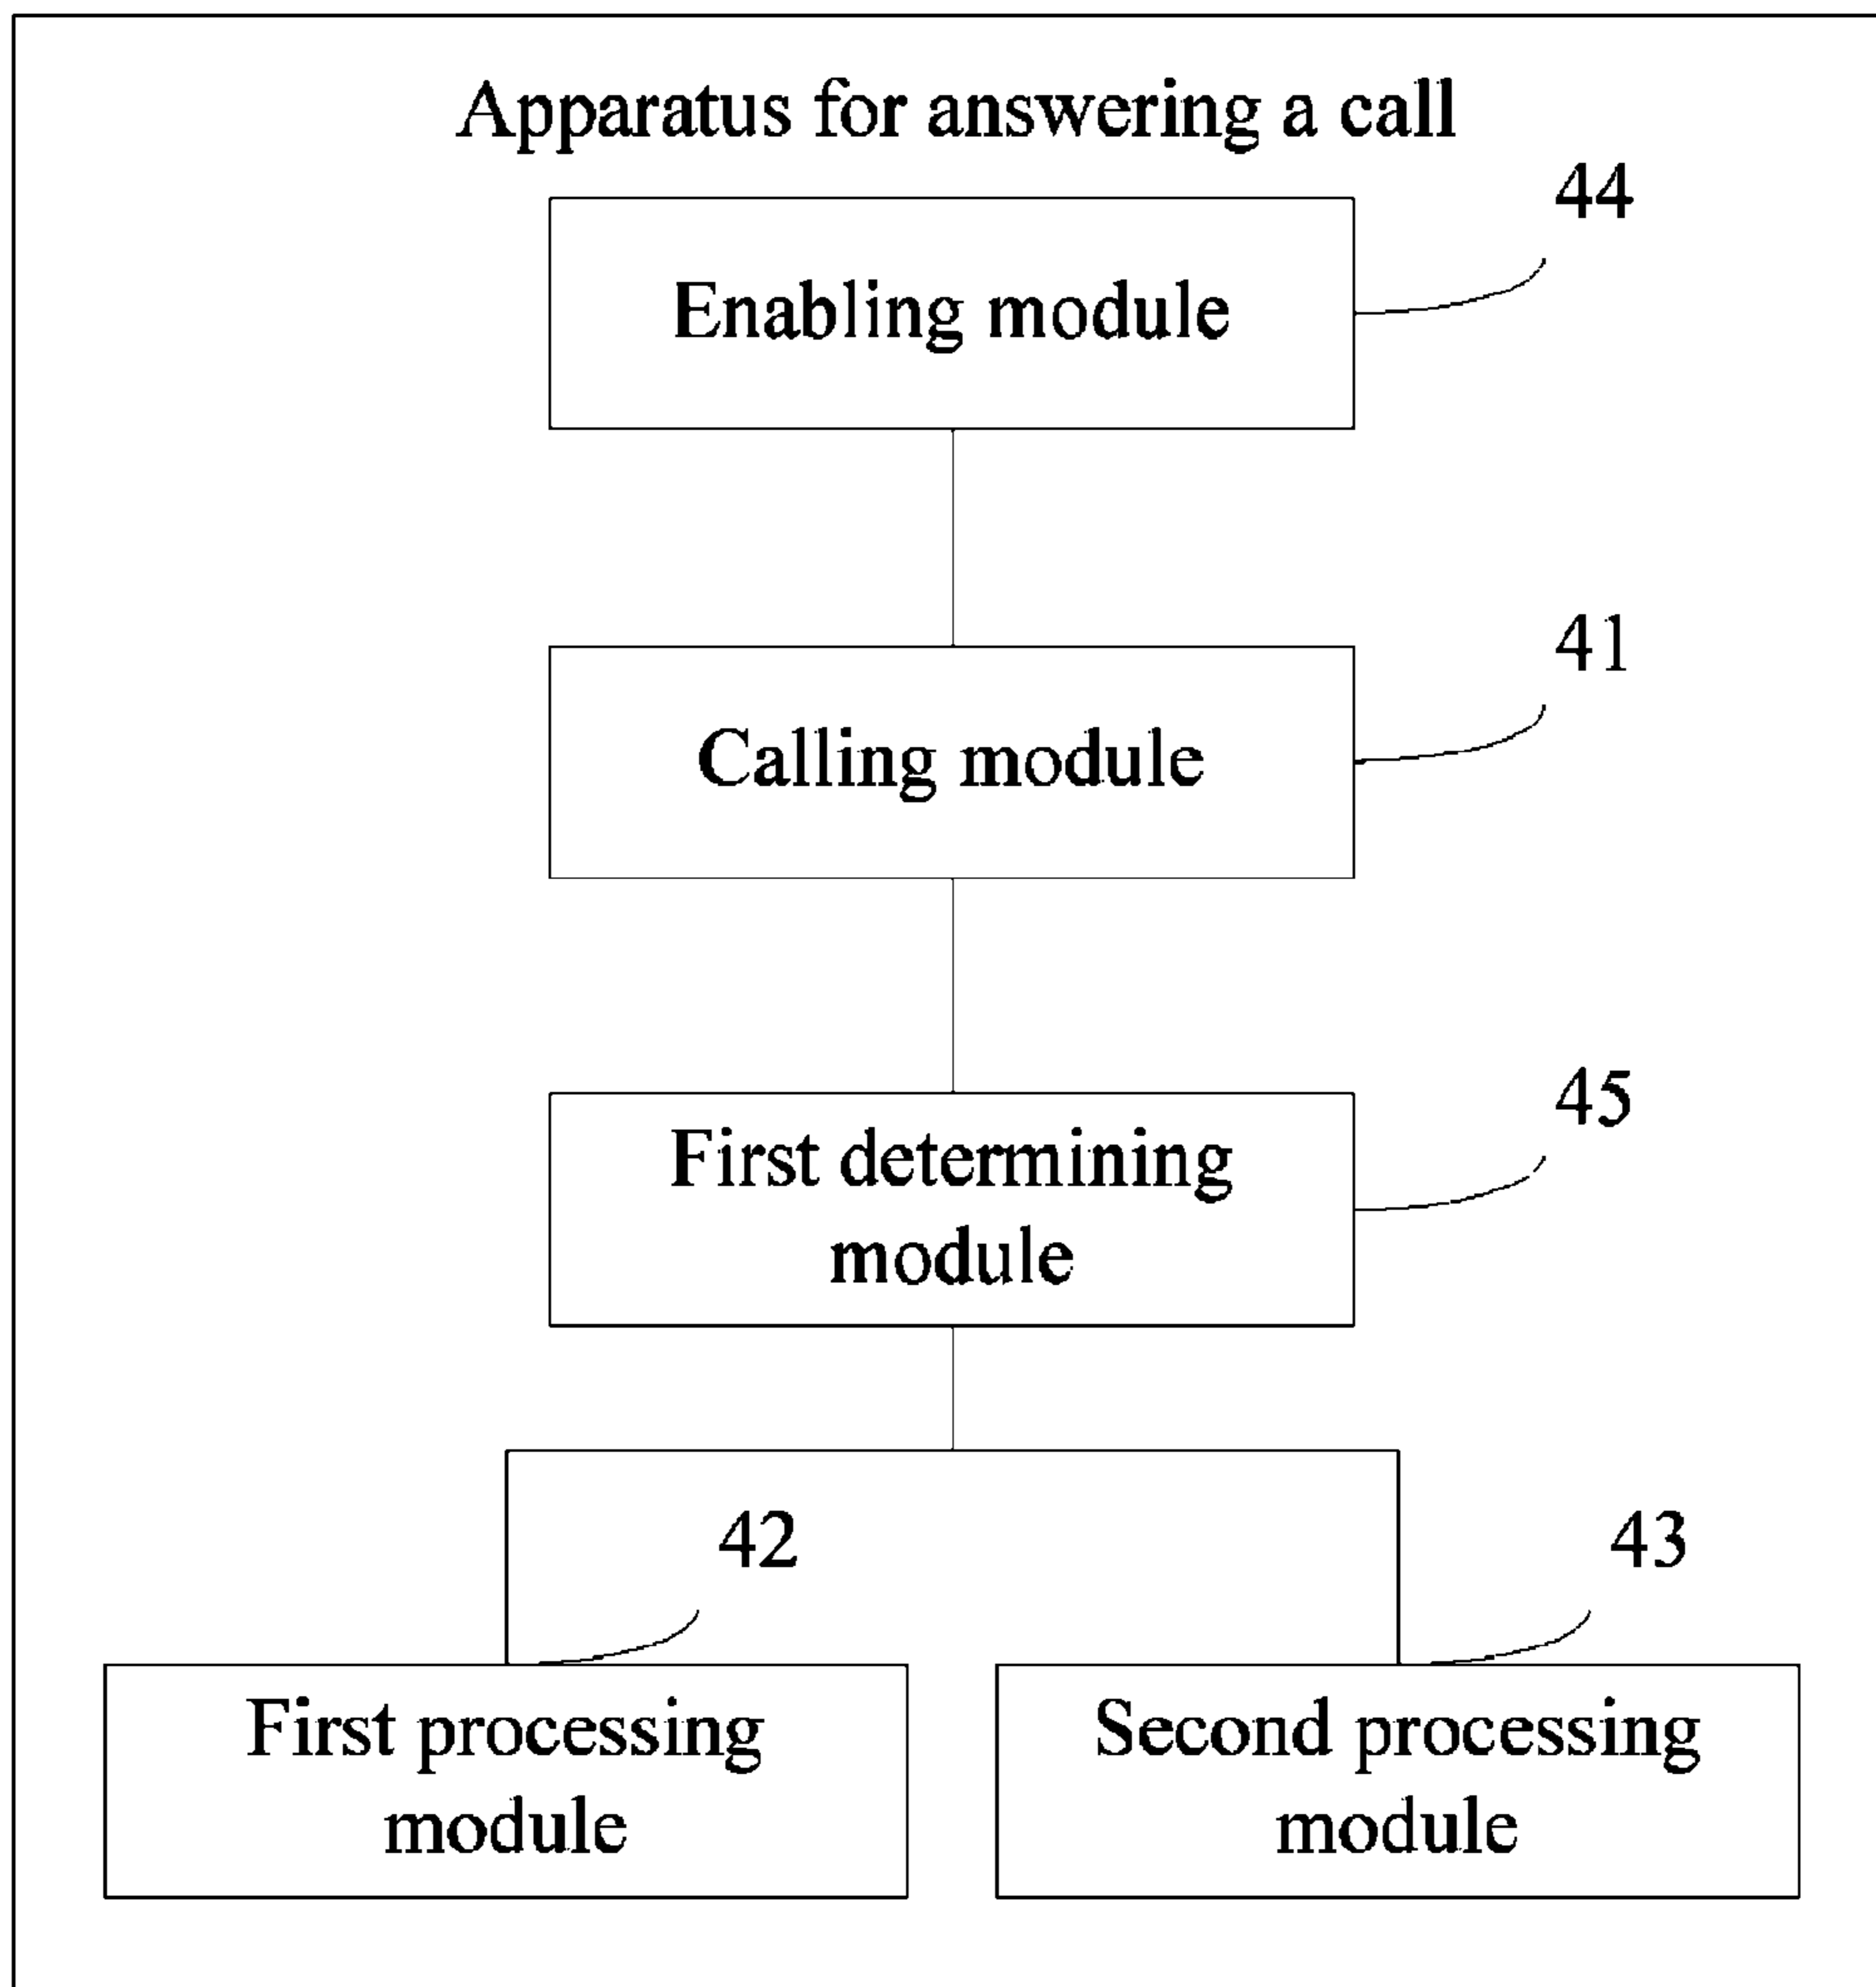 Apparatus for answering a call
44
Enabling module
41
Calling module
45
First determining
module
42
43
First processing
module
Second processing
module